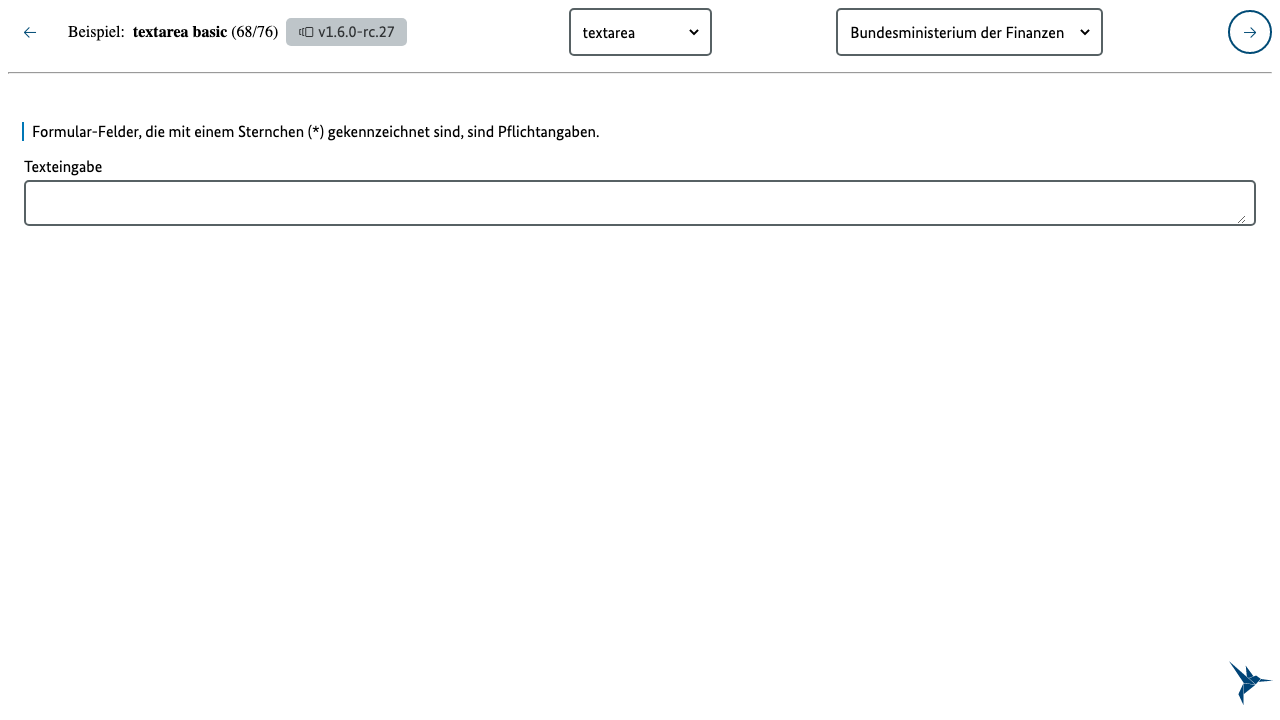 Beispiel: textarea basic (68/76) v1.6.0-rc.27 textarea Bundesministerium der Finanzen
Formular-Felder, die mit einem Sternchen (*) gekennzeichnet sind, sind Pflichtangaben.
Texteingabe